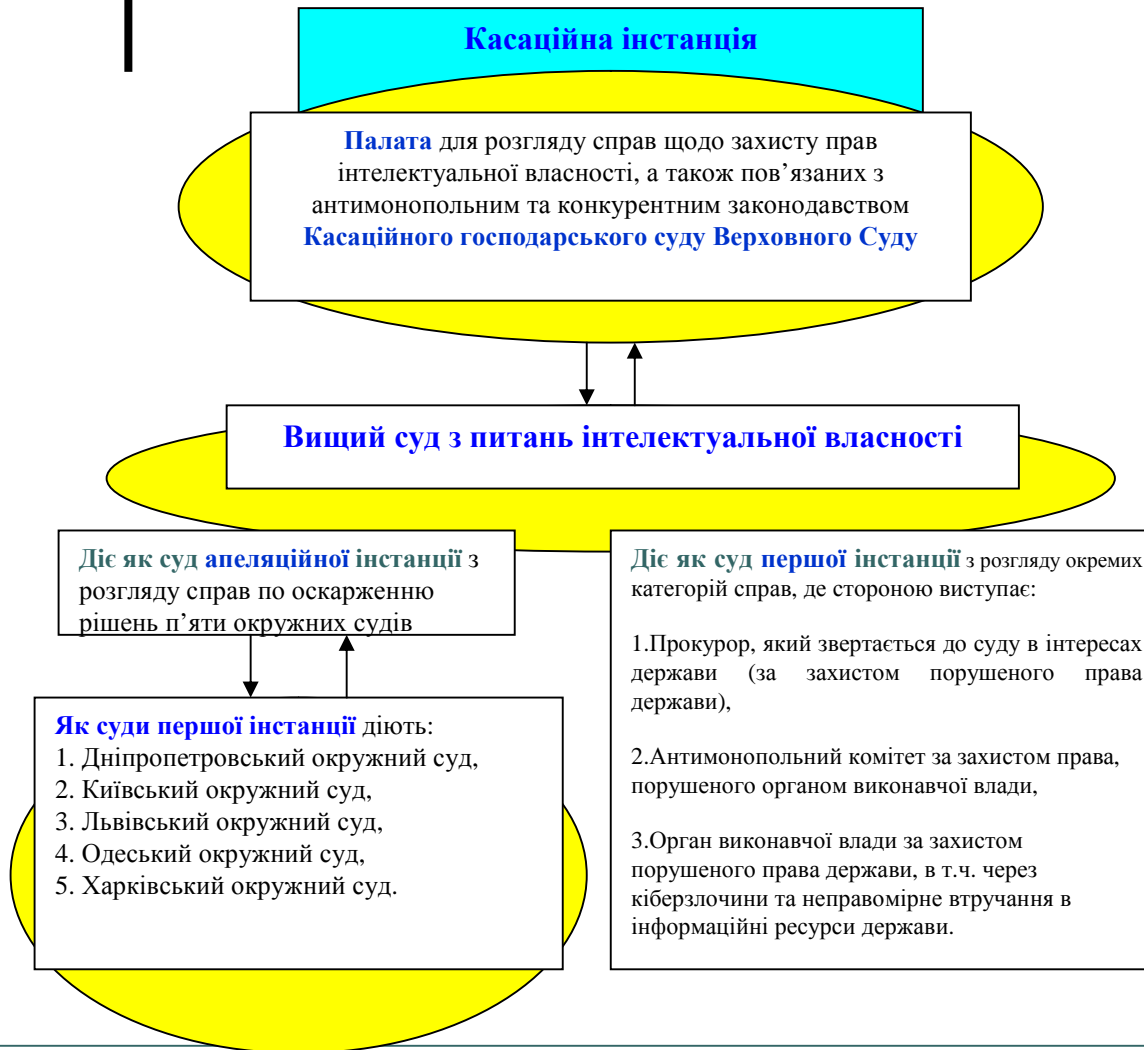 Касаційна інстанція
Палата для розгляду справ щодо захисту прав
інтелектуальної власності, а також пов’язаних з
антимонопольним та конкурентним законодавством
Касаційного господарського суду Верховного Суду
Вищий суд з питань інтелектуальної власності
Діє як суд апеляційної інстанції з
розгляду справ по оскарженню
рішень п’яти окружних судів
Як суди першої інстанції діють:
1. Дніпропетровський окружний суд,
2. Київський окружний суд,
3. Львівський окружний суд,
4. Одеський окружний суд,
5. Харківський окружний суд.
Діє як суд першої інстанції з розгляду окремих
категорій справ, де стороною виступає:
1.Прокурор, який звертається до суду в інтересах
держави (за захистом порушеного права
держави),
2.Антимонопольний комітет за захистом права,
порушеного органом виконавчої влади,
3.Орган виконавчої влади за захистом
порушеного права держави, в т.ч. через
кіберзлочини та неправомірне втручання в
інформаційні ресурси держави.